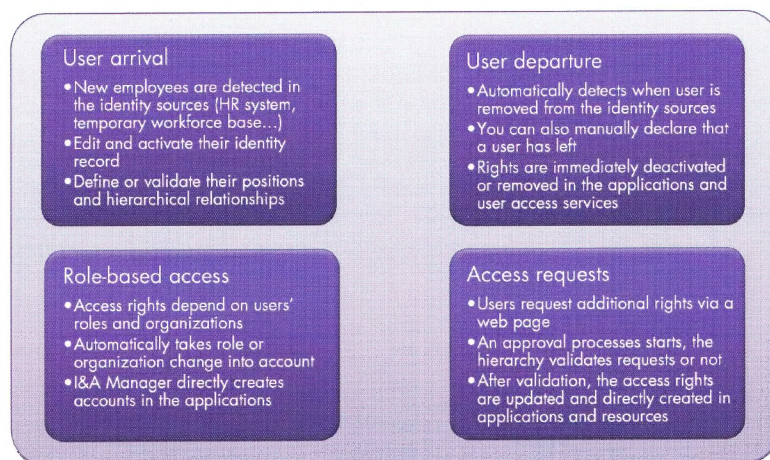 User arrival
•New employees are detected in
the identity sources (HR system,
temporary workforce base...)
•Edit and activate their identity
record
•Define or validate their positions
and hierarchical relationships
User departure
•Automatically detects when user is
removed from the identity sources
•You can also manually declare that
a user has left
•Rights are immediately deactivated
or removed in the applications and
user access services
Role-based access
•Access rights depend on users'
roles and organizations
•Automatically takes role or
organization change into account
•I&A Manager directly creates
accounts in the applications
Access requests
•Users request additional rights via a
web page
•An approval processes starts, the
hierarchy validates requests or not
•After validation, the access rights
are updated and directly created in
applications and resources